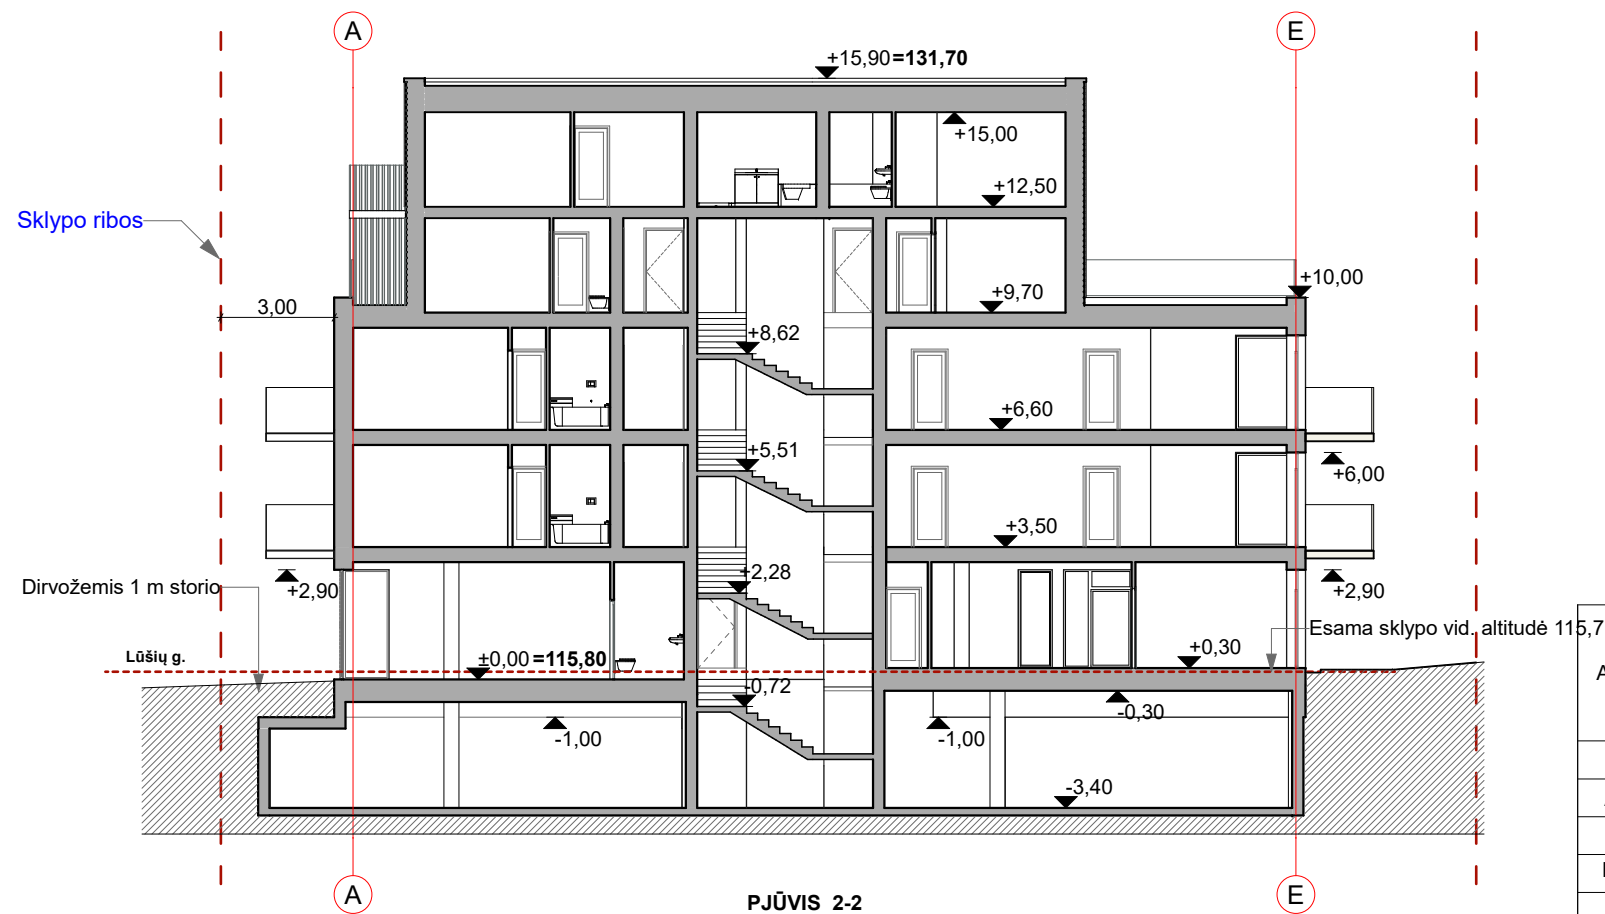 A
E
+15,90=131,70
+15,00
+12,50
Sklypo ribos
+10,00
+9,70
3,00
+8,62
+6,60
+5,51
+6,00
+3,50
+2,28
+2,90
+2,90
Dirvožemis 1 m storio
Esama sklypo vid. altitudė 115,7
Lūšių g.
±0,00=115,80
+0,30
A
-0,72
-0,30
-1,00
-1,00
-3,40
A
E
PJŪVIS 2-2